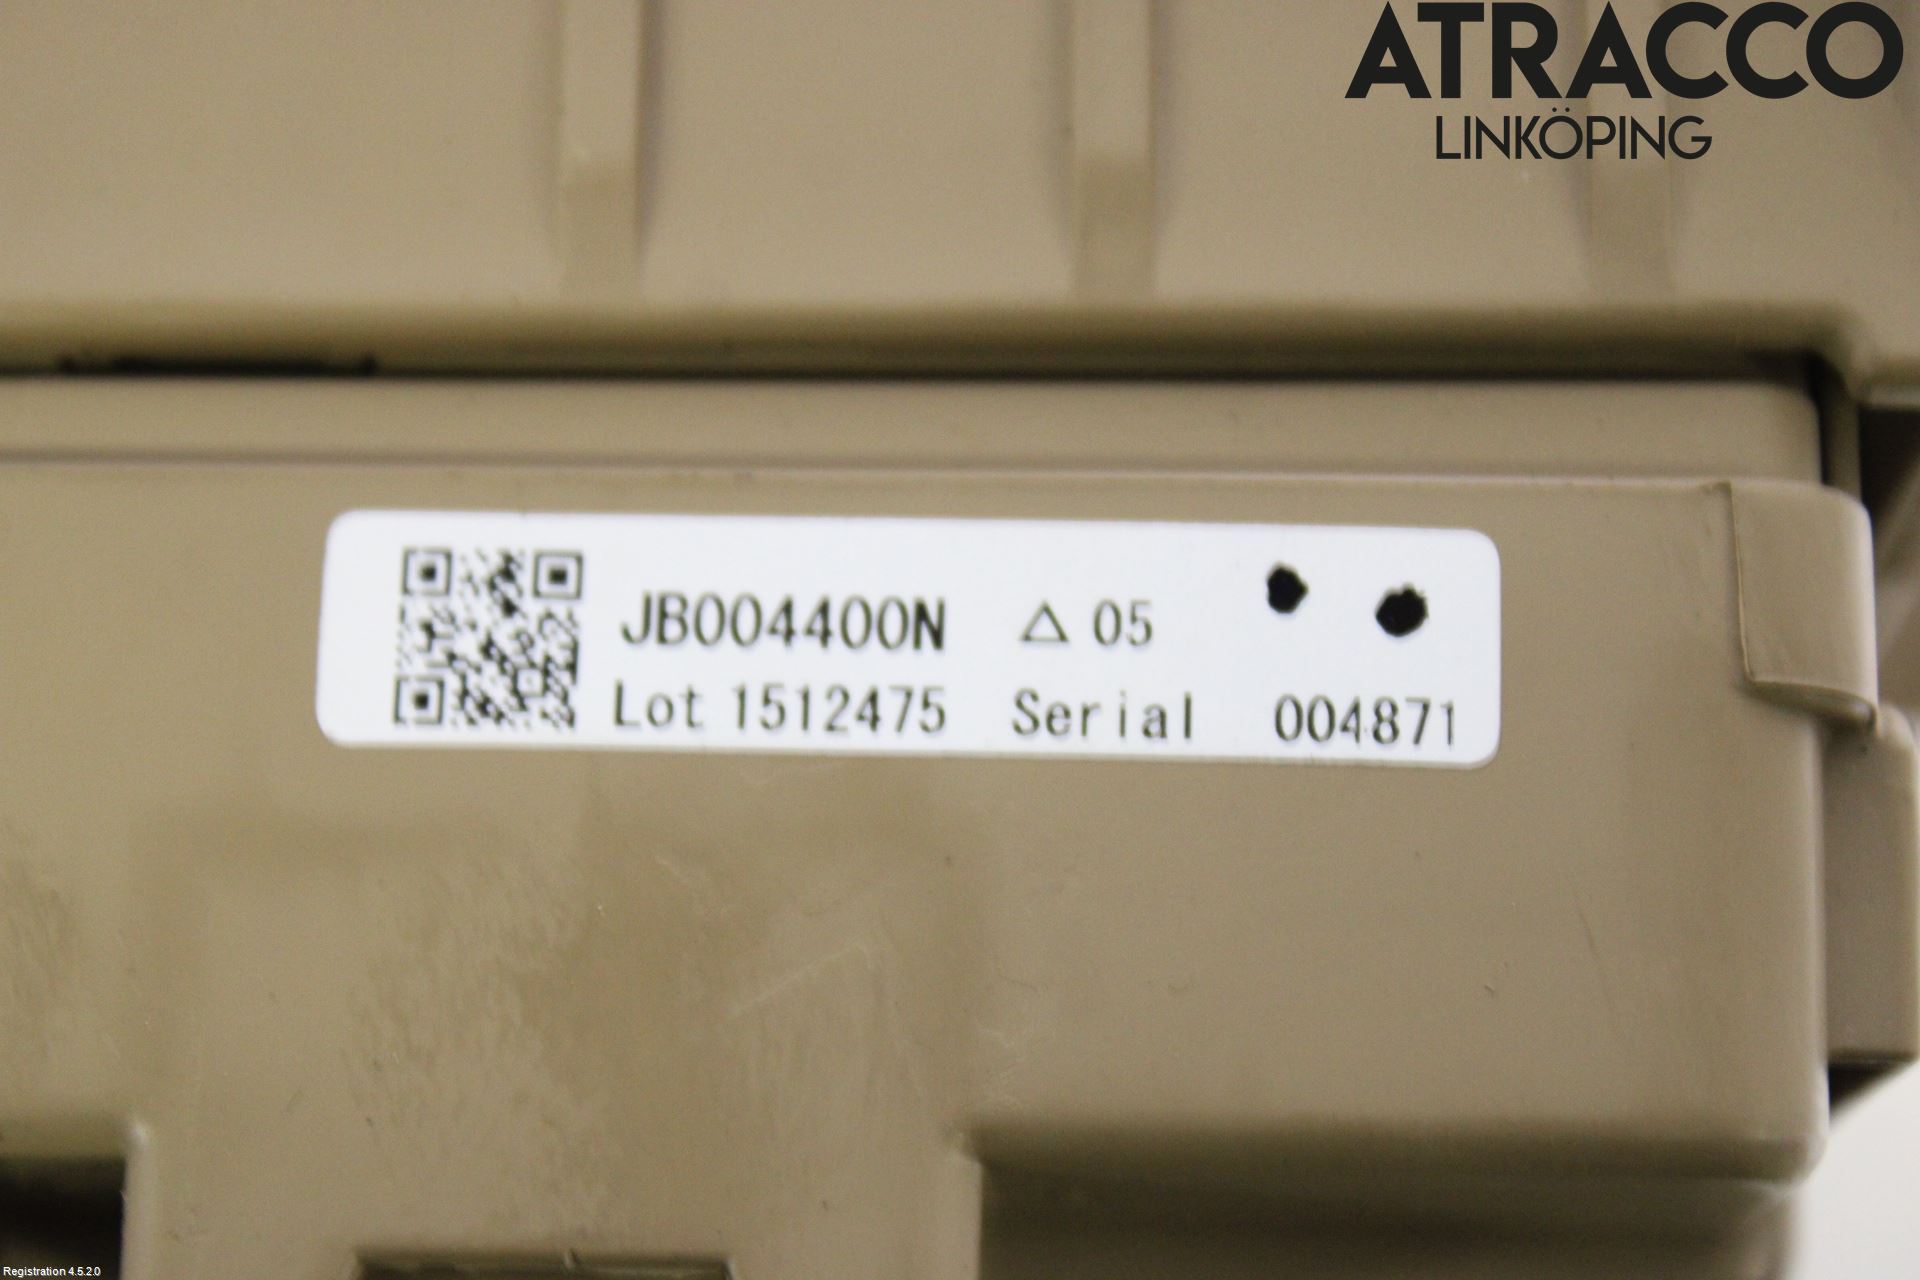 ATRACCO
LINKÖPING
JB004400N △ 05
Lot 1512475 Serial 004871
Registration 4.5.2.0